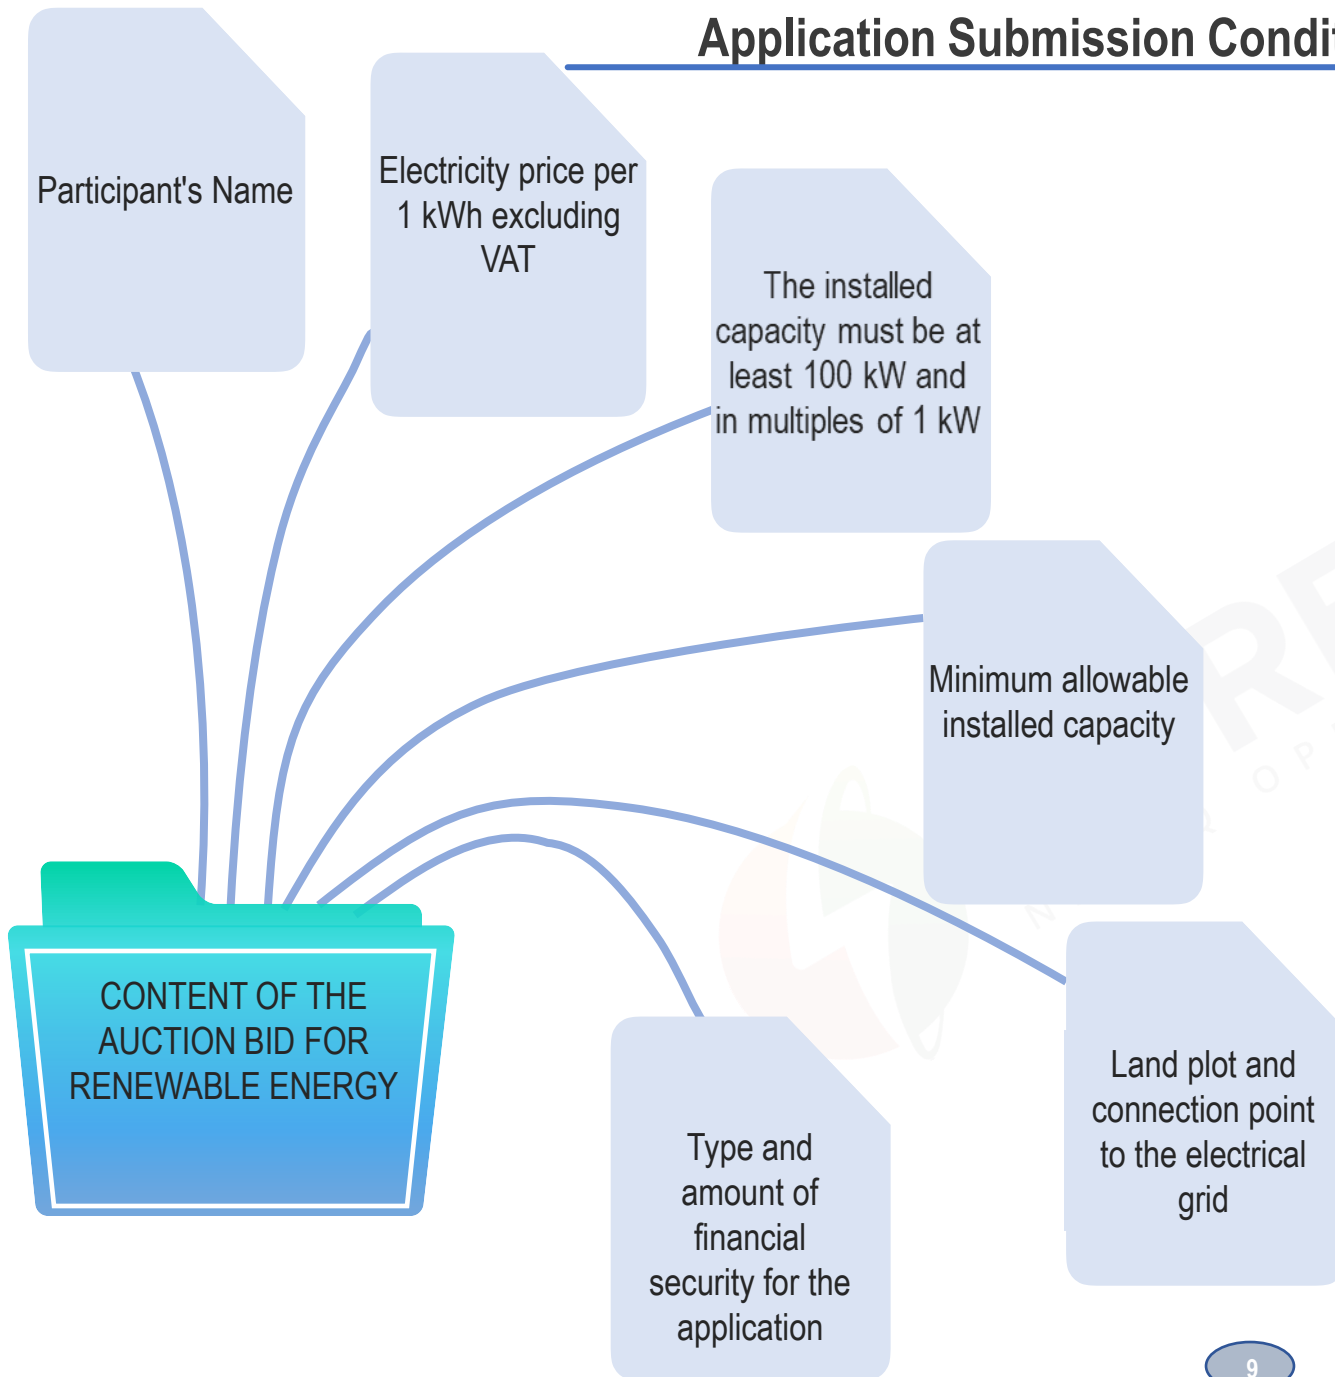 Application Submission
Participant's Name
Electricity price per
1 kWh excluding
VAT
The installed
capacity must be at
least 100 kW and
in multiples of 1 kW
Minimum allowable
installed capacity
Land plot and
connection point
to the electrical
grid
Type and
amount of
financial
security for the
application
CONTENT OF THE
AUCTION BID FOR
RENEWABLE ENERGY
9